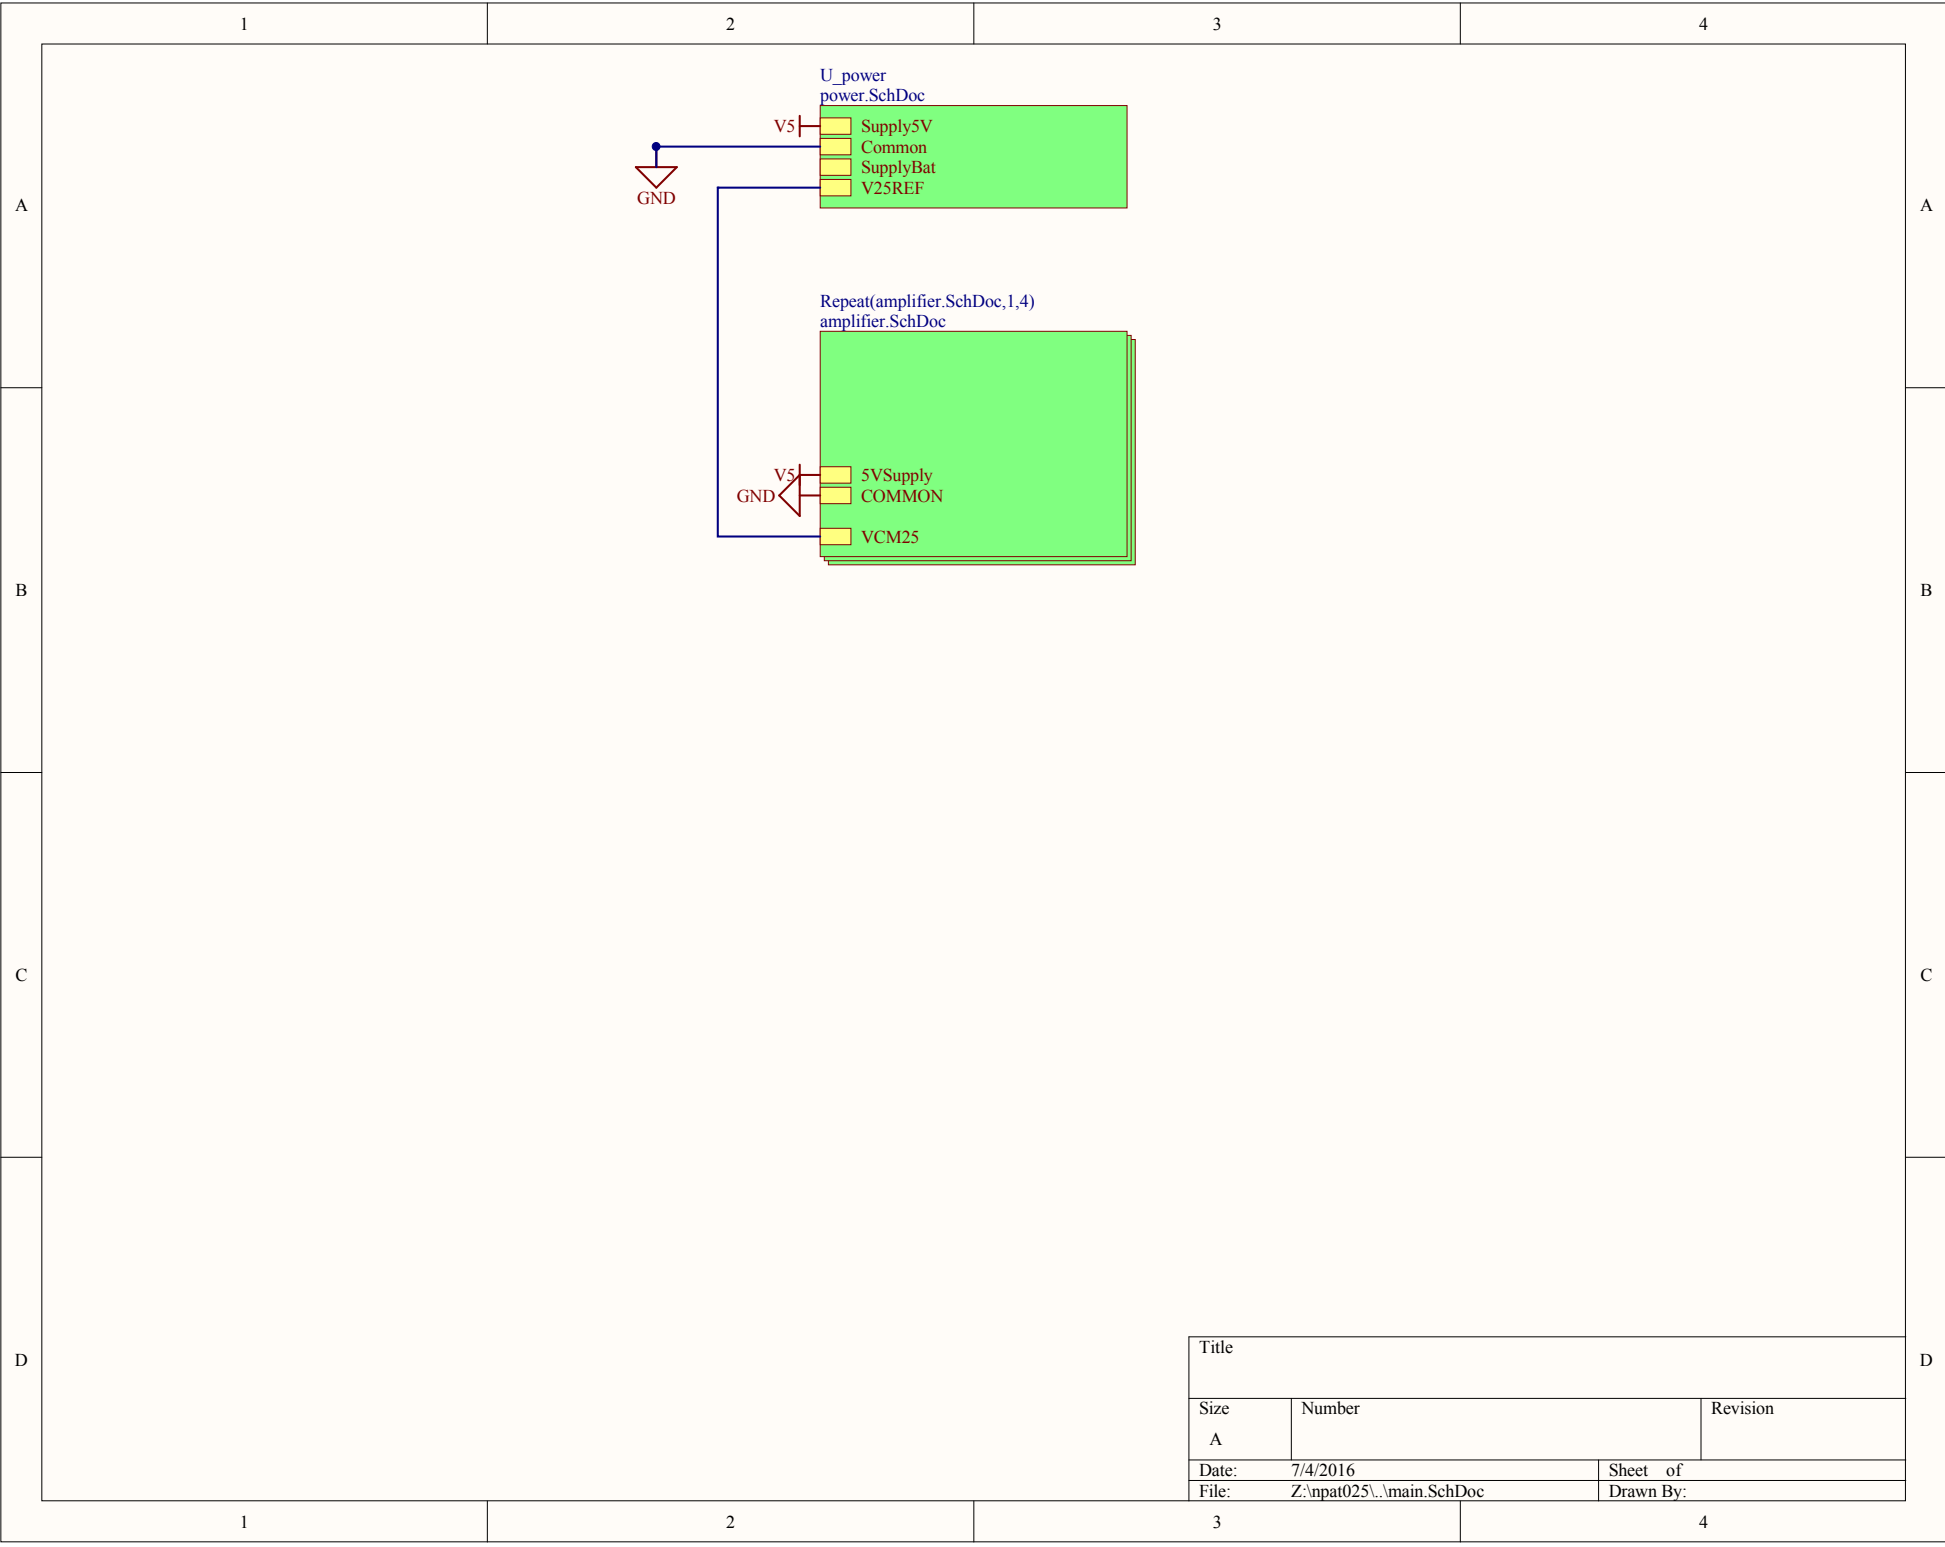 1 2 3 4
U_power
power.SchDoc
V5 Supply5V
Common
SupplyBat
V25REF
GND
A A
Repeat(amplifier.SchDoc,1,4)
amplifier.SchDoc
V5 5VSupply
GND COMMON
VCM25
B B
C C
Title
D D
Size Number Revision
A
Date: 7/4/2016 Sheet of
File: Z:\npat025\..\main.SchDoc Drawn By:
1 2 3 4